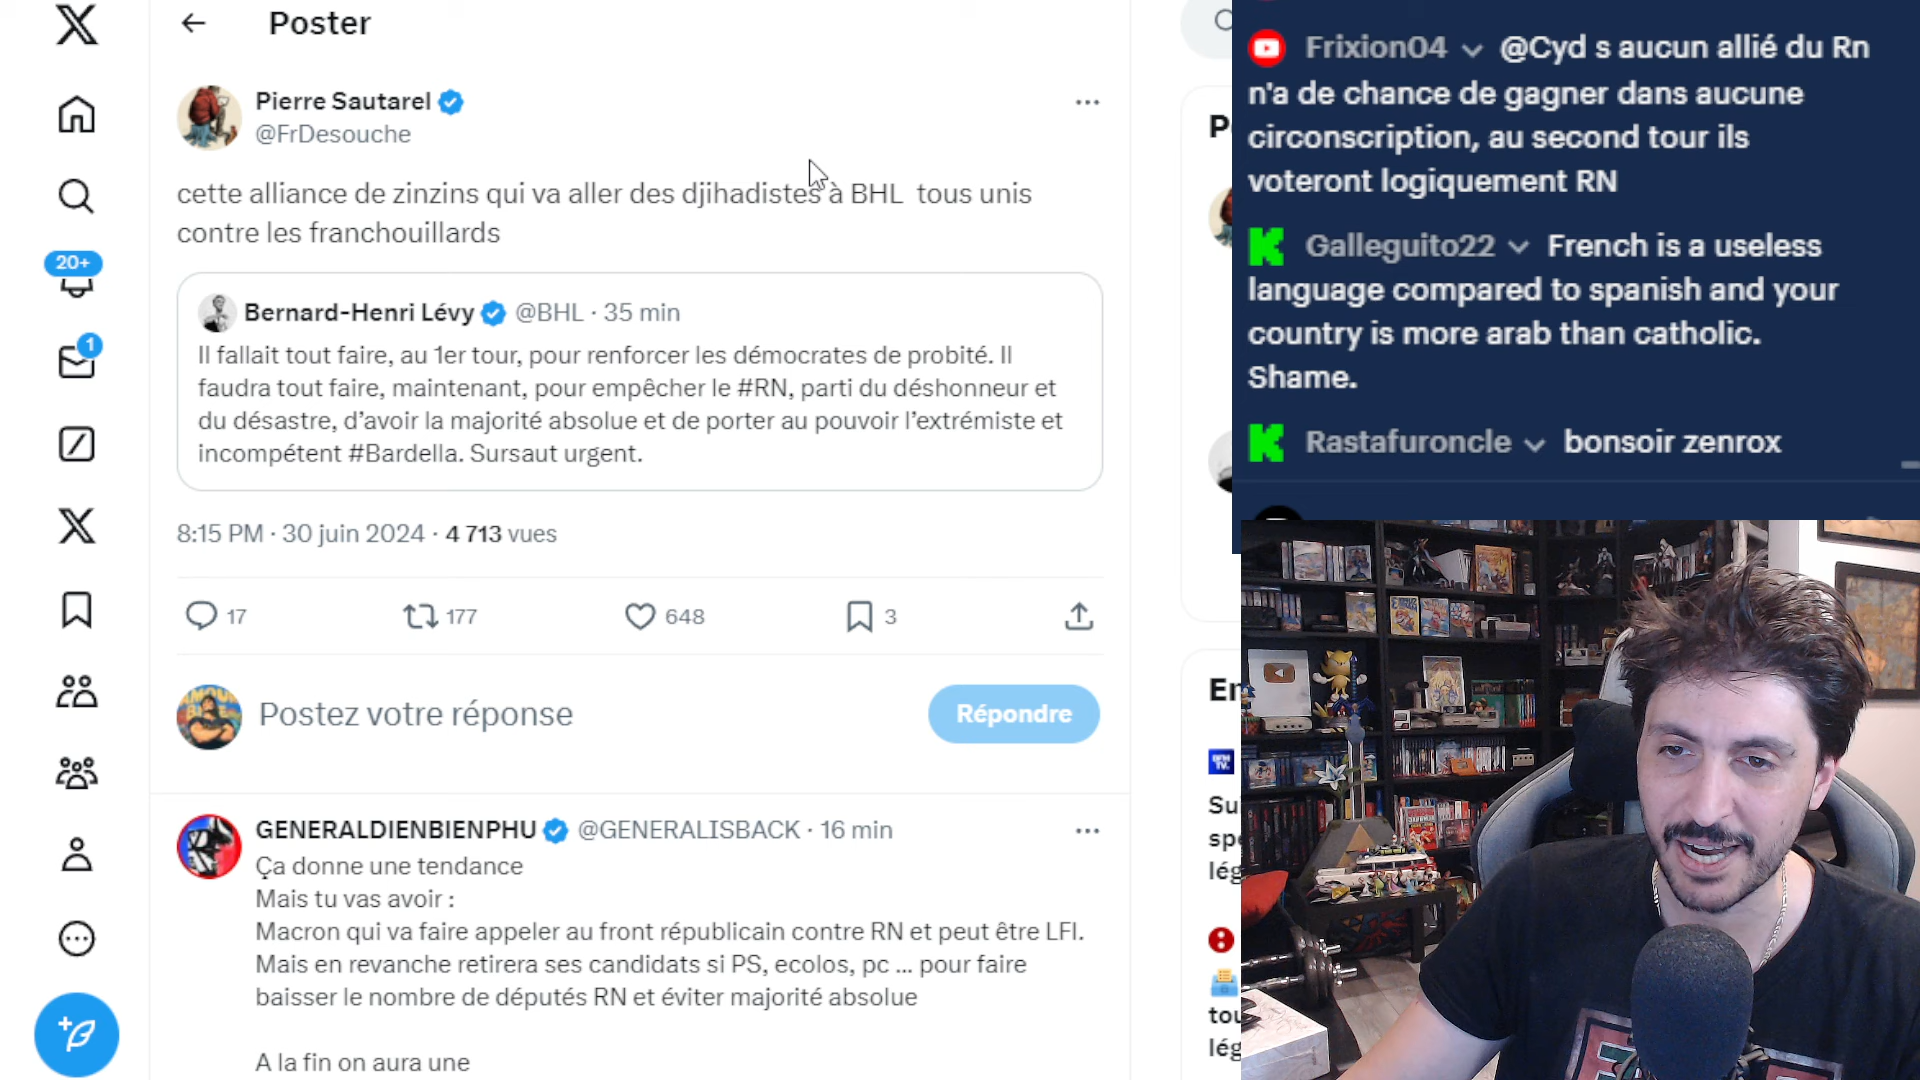 Poster
Pierre Sautarel
@FrDesouche
cette alliance de zinzins qui va aller des djihadistes à BHL tous unis
contre les franchouillards
Bernard-Henri Lévy @BHL · 35 min
Il fallait tout faire, au 1er tour, pour renforcer les démocrates de probité. Il
faudra tout faire, maintenant, pour empêcher le #RN, parti du déshonneur et
du désastre, d’avoir la majorité absolue et de porter au pouvoir l’extrémiste et
incompétent #Bardella. Sursaut urgent.
8:15 PM · 30 juin 2024 · 4 713 vues
17 177 648 3
Postez votre réponse
Répondre
GENERALDIENBIENPHU @GENERALISBACK · 16 min
Ça donne une tendance
Mais tu vas avoir :
Macron qui va faire appeler au front républicain contre RN et peut être LFI.
Mais en revanche retirera ses candidats si PS, ecolos, pc ... pour faire
baisser le nombre de députés RN et éviter majorité absolue
A la fin on aura une
20+
1
Frixion04 @Cyd s aucun allié du Rn
n'a de chance de gagner dans aucune
circonscription, au second tour ils
voteront logiquement RN
Galleguito22 French is a useless
language compared to spanish and your
country is more arab than catholic.
Shame.
Rastafuroncle bonsoir zenrox